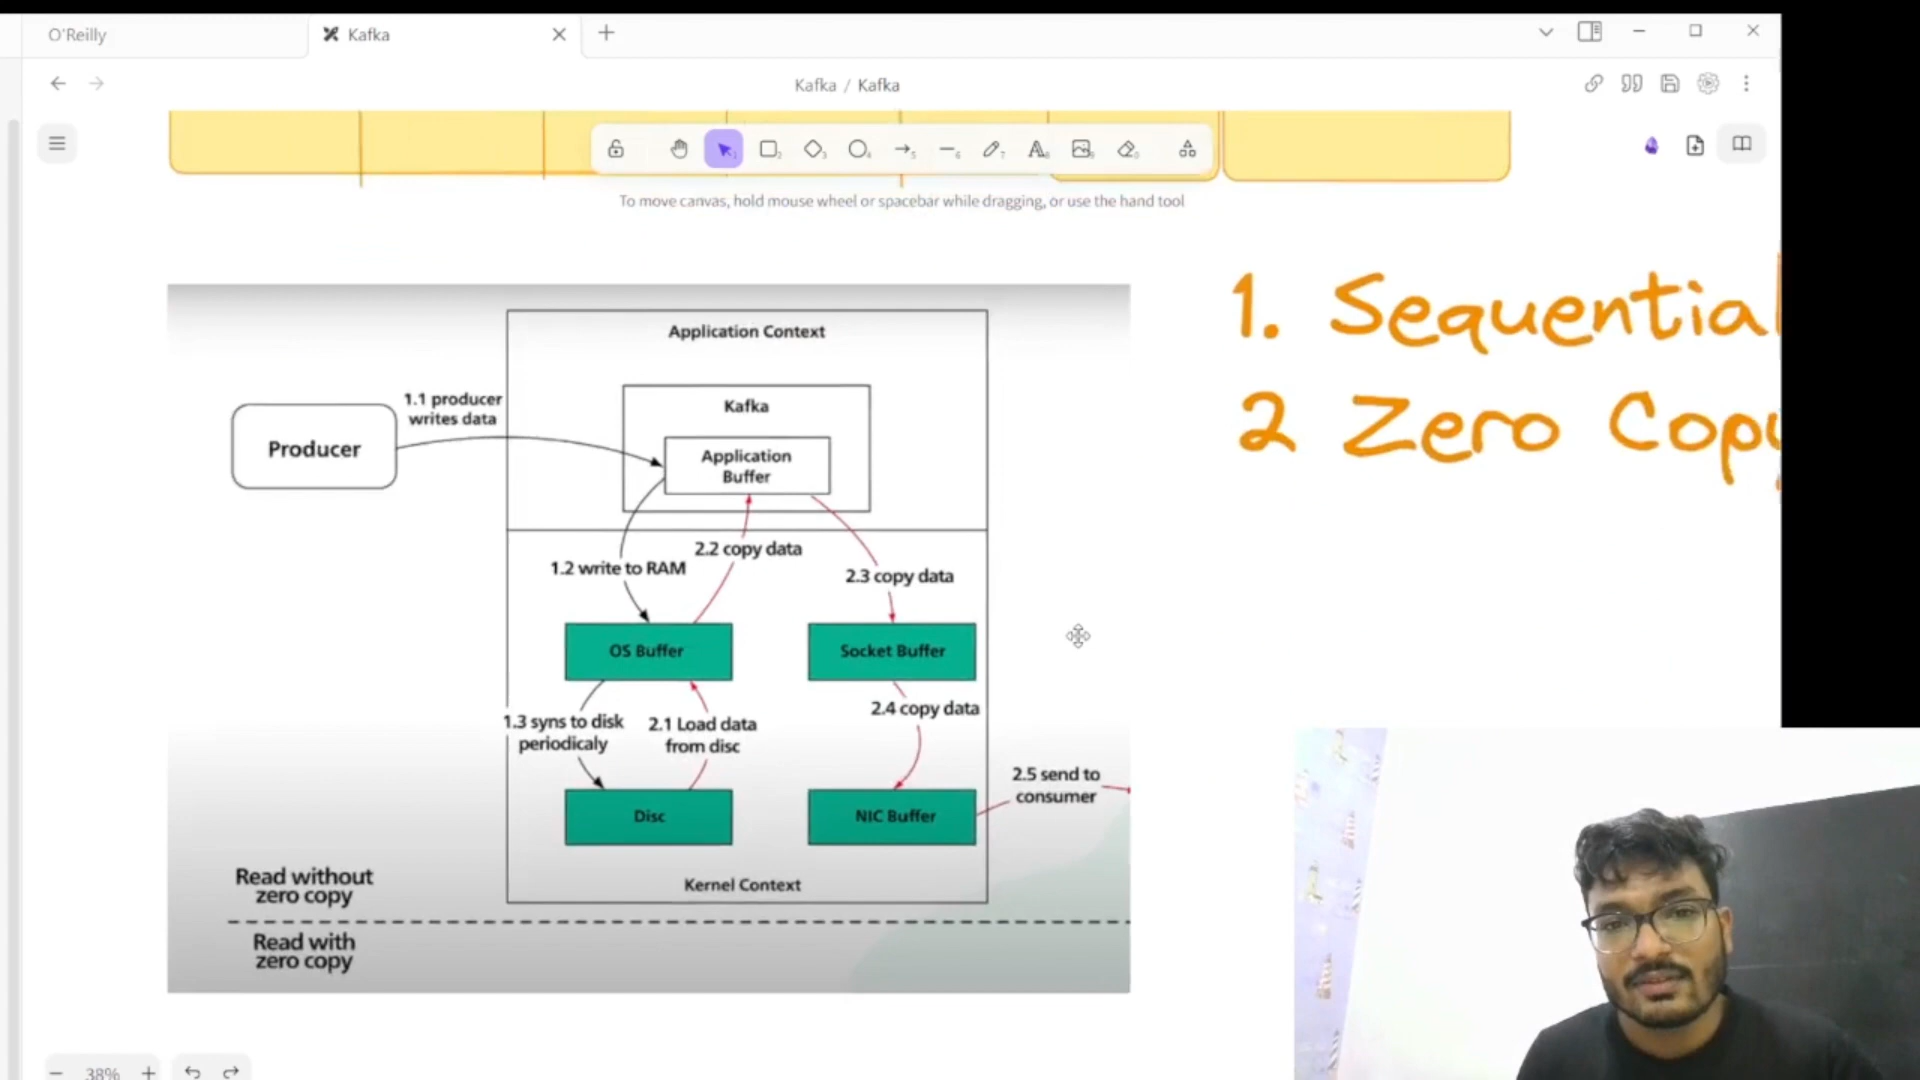 O'Reilly
Kafka
Kafka / Kafka
To move canvas, hold mouse wheel or spacebar while dragging, or use the hand tool
1. Sequential
2 Zero Copy
Application Context
Kafka
Application
Buffer
Producer
1.1 producer
writes data
1.2 write to RAM
2.2 copy data
2.3 copy data
OS Buffer
Socket Buffer
1.3 syns to disk
periodicaly
2.1 Load data
from disc
2.4 copy data
Disc
NIC Buffer
2.5 send to
consumer
Kernel Context
Read without
zero copy
Read with
zero copy
38%